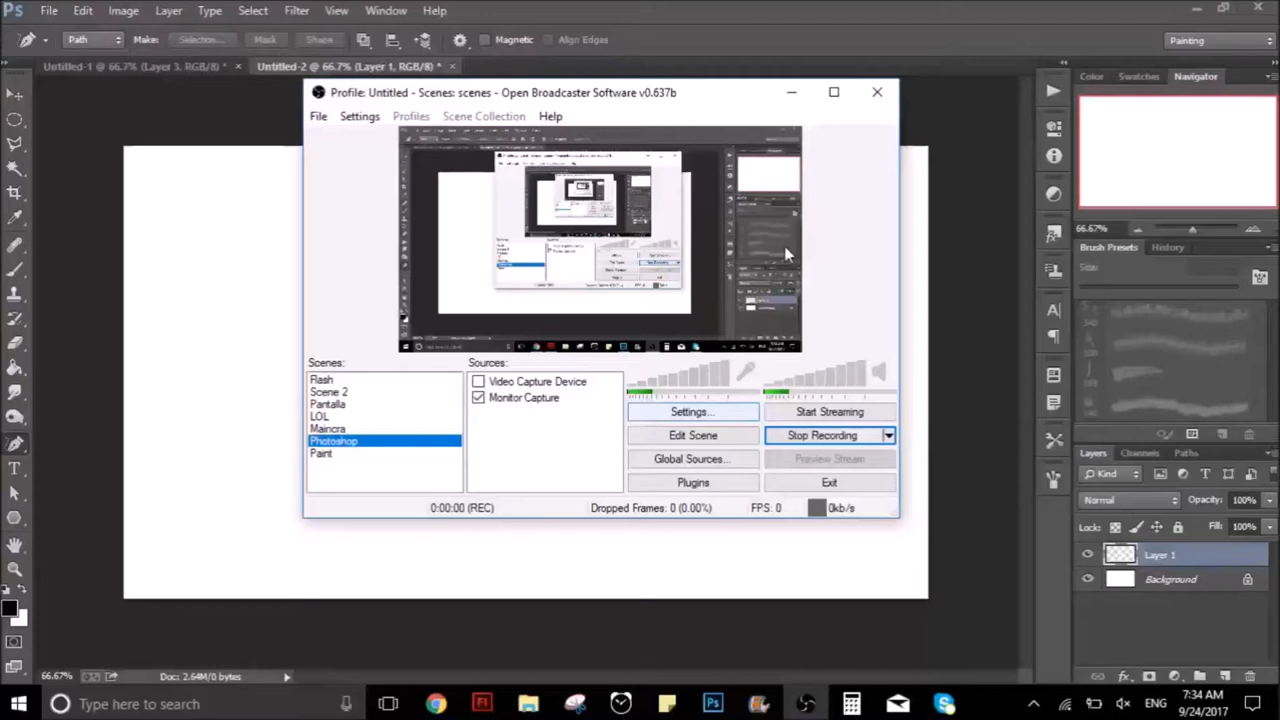 Ps File Edit Image Layer Type Select Filter View Window Help
Path Make: Selection... Mask Shape Magnetic Align Edges Painting
Untitled-1 @ 66.7% (Layer 3, RGB/8) * × Untitled-2 @ 66.7% (Layer 1, RGB/8) * ×
Color Swatches Navigator
Profile: Untitled - Scenes: scenes - Open Broadcaster Software v0.637b
File Settings Profiles Scene Collection Help
66.67%
Brush Presets History
Size:
Scenes:
Flash
Scene 2
Pantalla
LOL
Maincra
Photoshop
Paint
Sources:
Video Capture Device
Monitor Capture
Settings... Start Streaming
Edit Scene Stop Recording
Global Sources... Preview Stream
Plugins Exit
0:00:00 (REC) Dropped Frames: 0 (0.00%) FPS: 0 0kb/s
Layers Channels Paths
Kind
Normal Opacity: 100%
Lock: Fill: 100%
Layer 1
Background
66.67% Doc: 2.64M/0 bytes
Type here to search
ENG
7:34 AM
9/24/2017